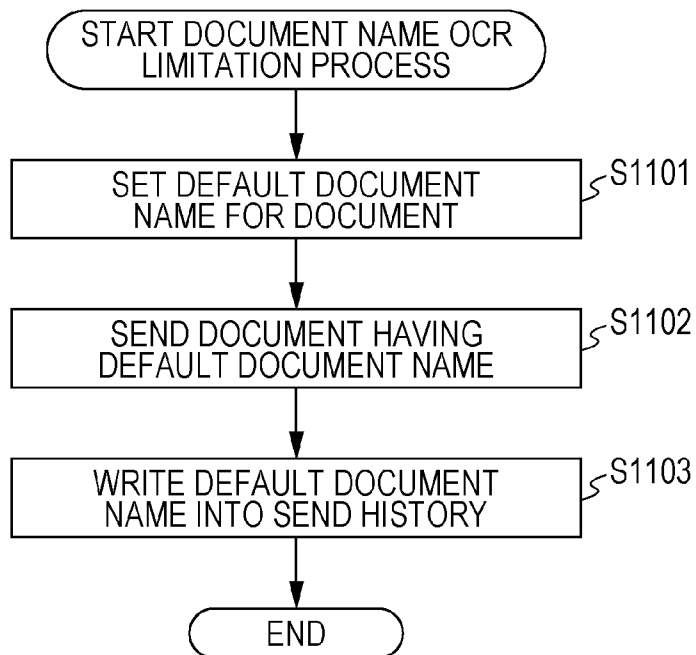 START DOCUMENT NAME OCR
LIMITATION PROCESS
SET DEFAULT DOCUMENT
NAME FOR DOCUMENT
S1101
SEND DOCUMENT HAVING
DEFAULT DOCUMENT NAME
S1102
WRITE DEFAULT DOCUMENT
NAME INTO SEND HISTORY
S1103
END